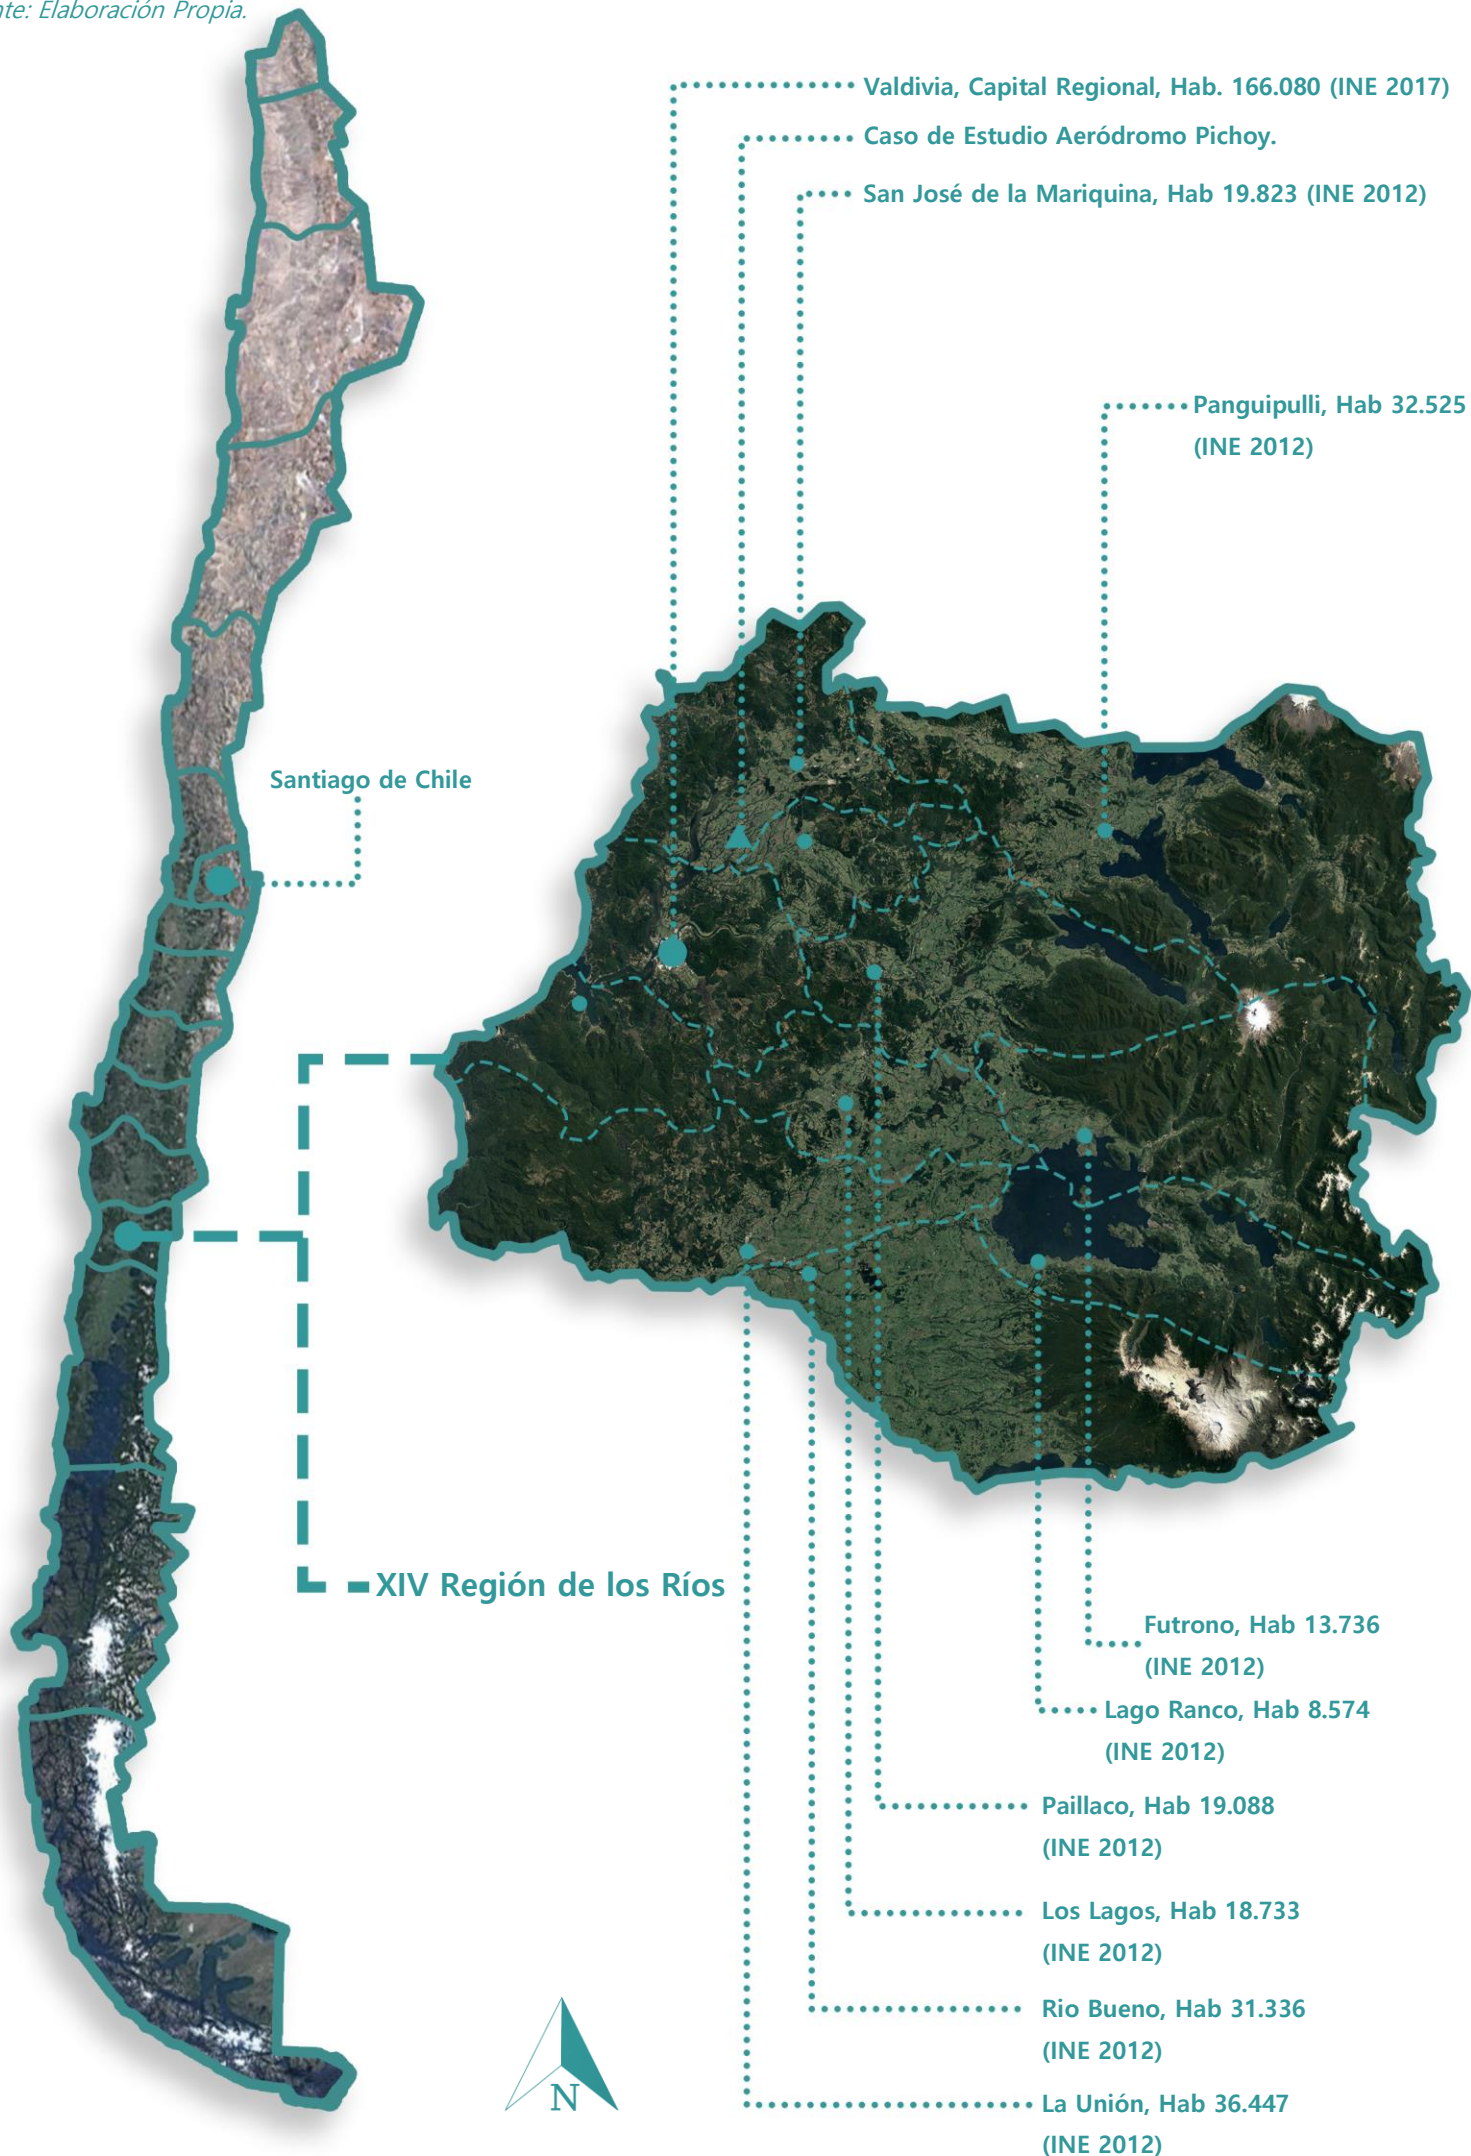 Elaboración Propia.
Valdivia, Capital Regional, Hab. 166.080 (INE 2017)
Caso de Estudio Aeródromo Pichoy.
San José de la Mariquina, Hab 19.823 (INE 2012)
Panguipulli, Hab 32.525
(INE 2012)
Santiago de Chile
XIV Región de los Ríos
Futrono, Hab 13.736
(INE 2012)
Lago Ranco, Hab 8.574
(INE 2012)
Paillaco, Hab 19.088
(INE 2012)
Los Lagos, Hab 18.733
(INE 2012)
Rio Bueno, Hab 31.336
(INE 2012)
N
La Unión, Hab 36.447
(INE 2012)